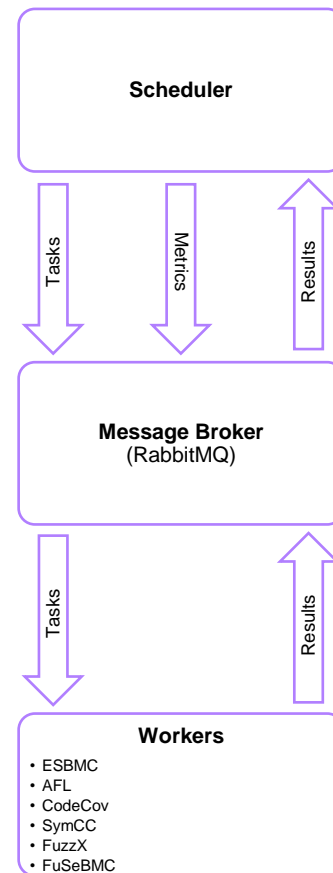 Scheduler
Tasks
Metrics
Results
Message Broker
(RabbitMQ)
Tasks
Results
Workers
• ESBMC
• AFL
• CodeCov
• SymCC
• FuzzX
• FuSeBMC